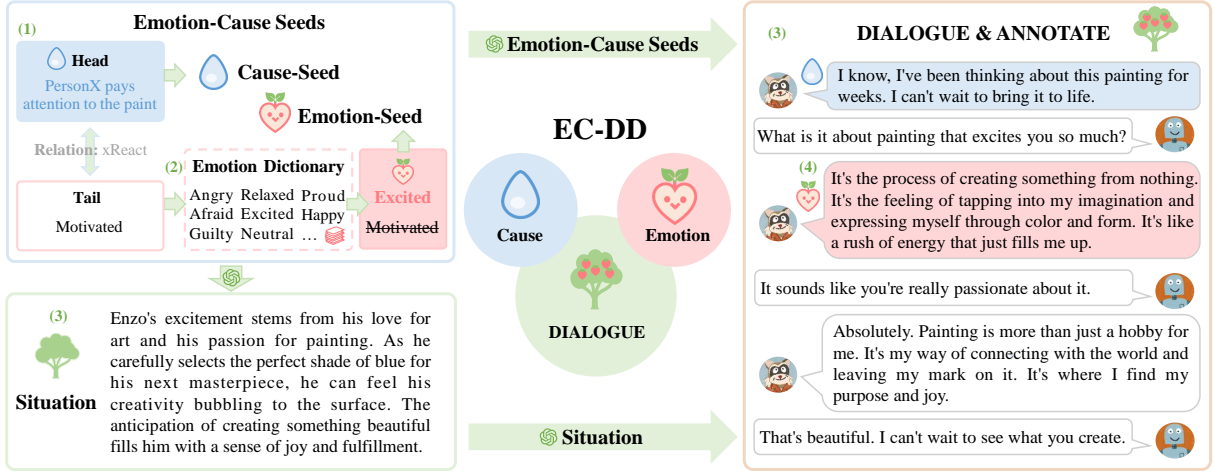 Emotion-Cause Seeds
(1)
Head
PersonX pays
attention to the paint
Cause-Seed
Emotion-Seed
Relation: xReact
(2)
Emotion Dictionary
Angry Relaxed Proud
Afraid Excited Happy
Guilty Neutral ...
Tail
Motivated
Excited
Motivated
(3)
Situation
Enzo's excitement stems from his love for
art and his passion for painting. As he
carefully selects the perfect shade of blue for
his next masterpiece, he can feel his
creativity bubbling to the surface. The
anticipation of creating something beautiful
fills him with a sense of joy and fulfillment.
Emotion-Cause Seeds
EC-DD
Cause
Emotion
DIALOGUE
Situation
(3)
DIALOGUE & ANNOTATE
I know, I've been thinking about this painting for
weeks. I can't wait to bring it to life.
What is it about painting that excites you so much?
(4)
It's the process of creating something from nothing.
It's the feeling of tapping into my imagination and
expressing myself through color and form. It's like
a rush of energy that just fills me up.
It sounds like you're really passionate about it.
Absolutely. Painting is more than just a hobby for
me. It's my way of connecting with the world and
leaving my mark on it. It's where I find my
purpose and joy.
That's beautiful. I can't wait to see what you create.